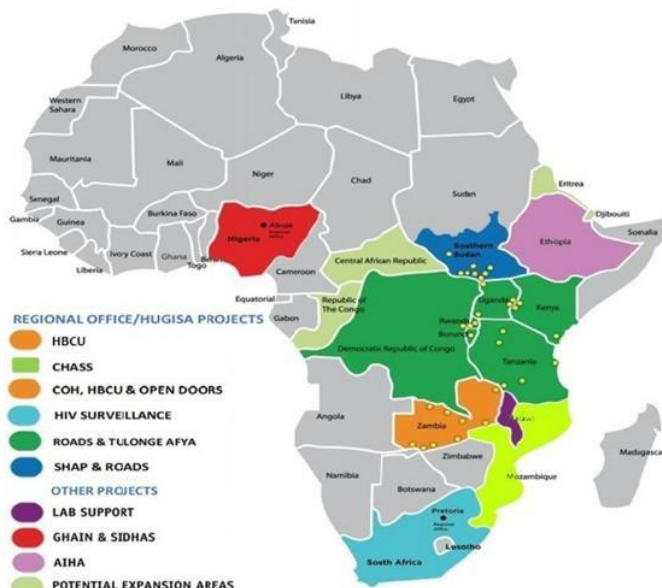 Tunisia
Morocco
Algeria
Libya
Egypt
Western
Sahara
Mauritania
Mali
Niger
Chad
Sudan
Eritrea
Djibouiti
Senegal
Gambia
Guinea
Burkina Faso
Sierra Leone
Ivory Coast
Ghana
Liberia
Togo
Abuja
Regional
Nigeria
Cameroon
Central African Republic
Southern
Sudan
Ethiopia
Somalia
Equatorial
Gabon
Republic of
The Congo
Democratic Republic of Congo
Uganda
Kenya
Rwanda
Burundi
Tanzania
Angola
Zambia
Mozambique
Zimbabwe
Namibia
Botswana
Madagasca
Pretoria
Regional
South Africa
REGIONAL OFFICE/HUGISA PROJECTS
HBCU
CHASS
COH, HBCU & OPEN DOORS
HIV SURVEILLANCE
ROADS & TULONGE AFYA
SHAP & ROADS
OTHER PROJECTS
LAB SUPPORT
GHAIN & SIDHAS
AIHA
POTENTIAL EXPANSION AREAS